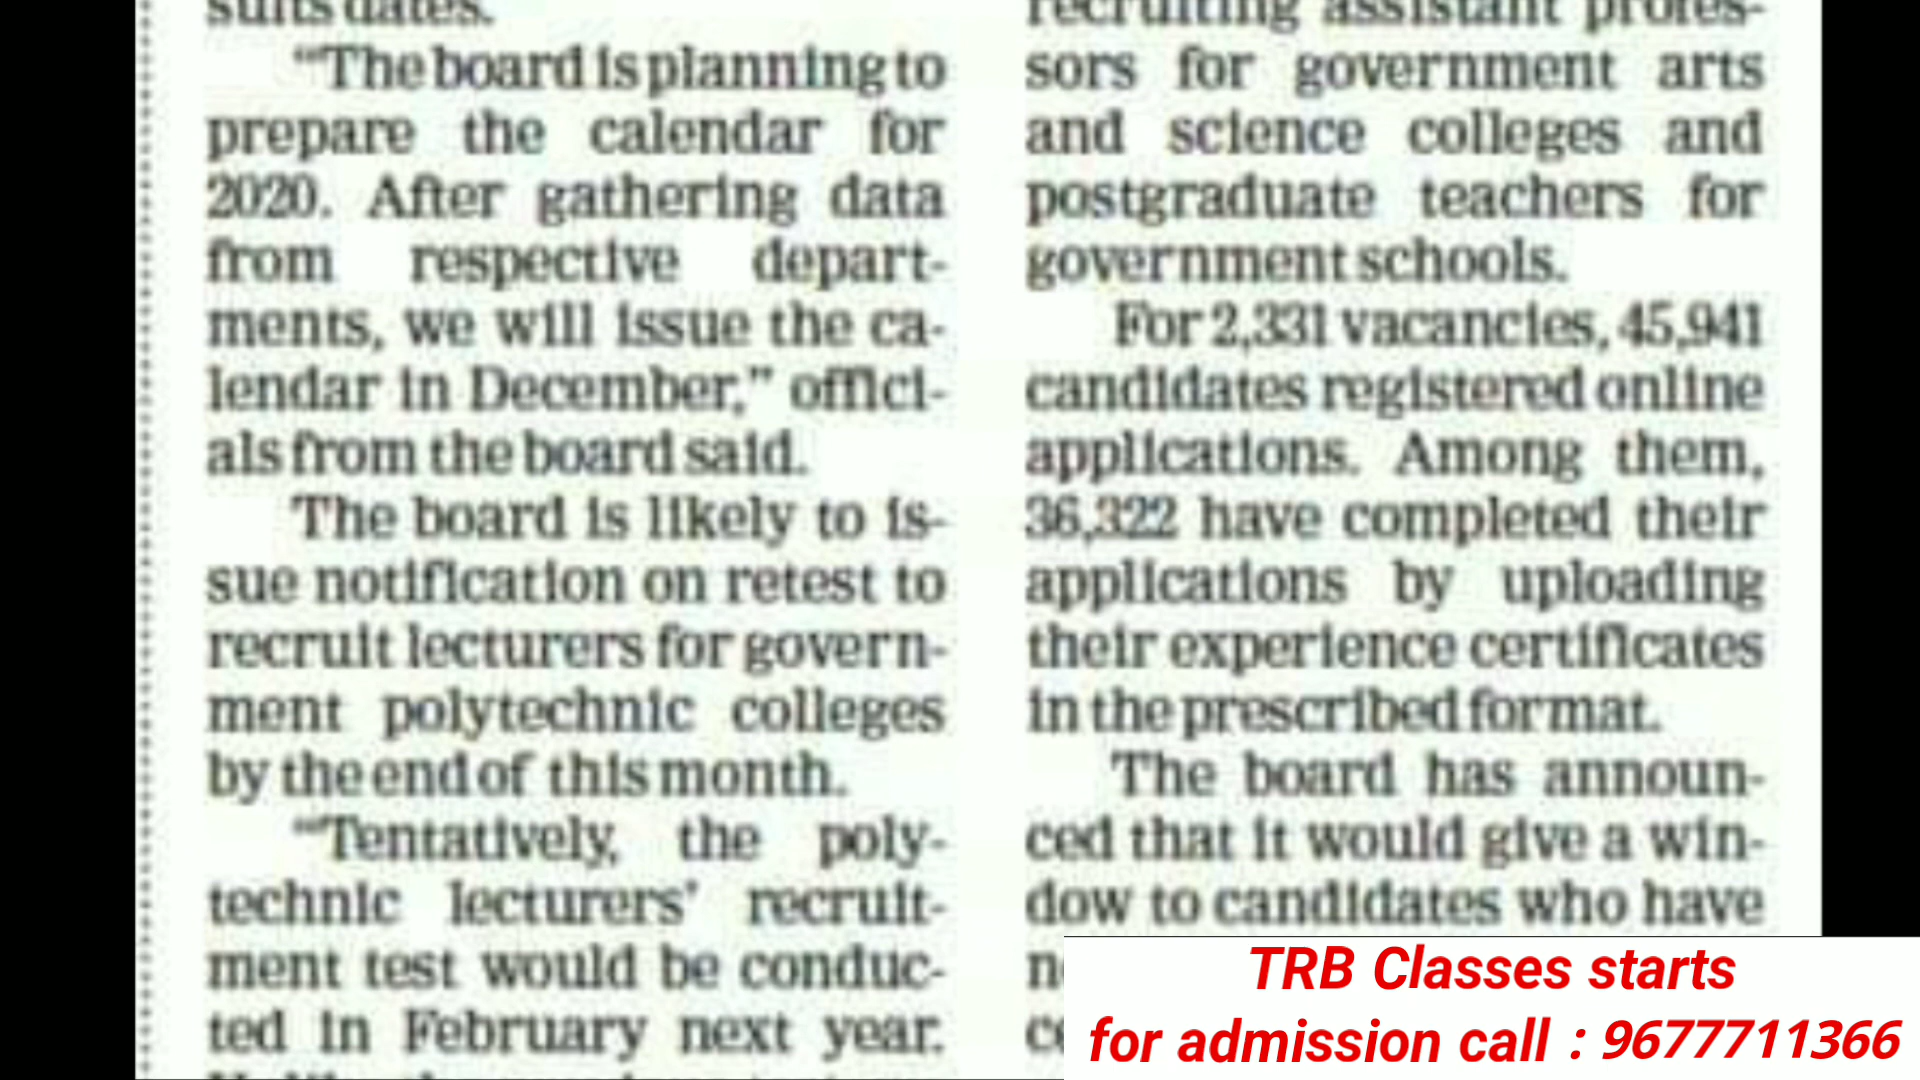 suits dates.
"The board is planning to
prepare the calendar for
2020. After gathering data
from respective depart-
ments, we will issue the ca-
lendar in December," offici-
als from the board said.
The board is likely to is-
sue notification on retest to
recruit lecturers for govern-
ment polytechnic colleges
by the end of this month.
"Tentatively, the poly-
technic lecturers' recruit-
ment test would be conduc-
ted in February next year.
recruiting assistant profes-
sors for government arts
and science colleges and
postgraduate teachers for
government schools.
For 2,331 vacancies, 45,941
candidates registered online
applications. Among them,
36,322 have completed their
applications by uploading
their experience certificates
in the prescribed format.
The board has announ-
ced that it would give a win-
dow to candidates who have
TRB Classes starts
for admission call : 9677711366